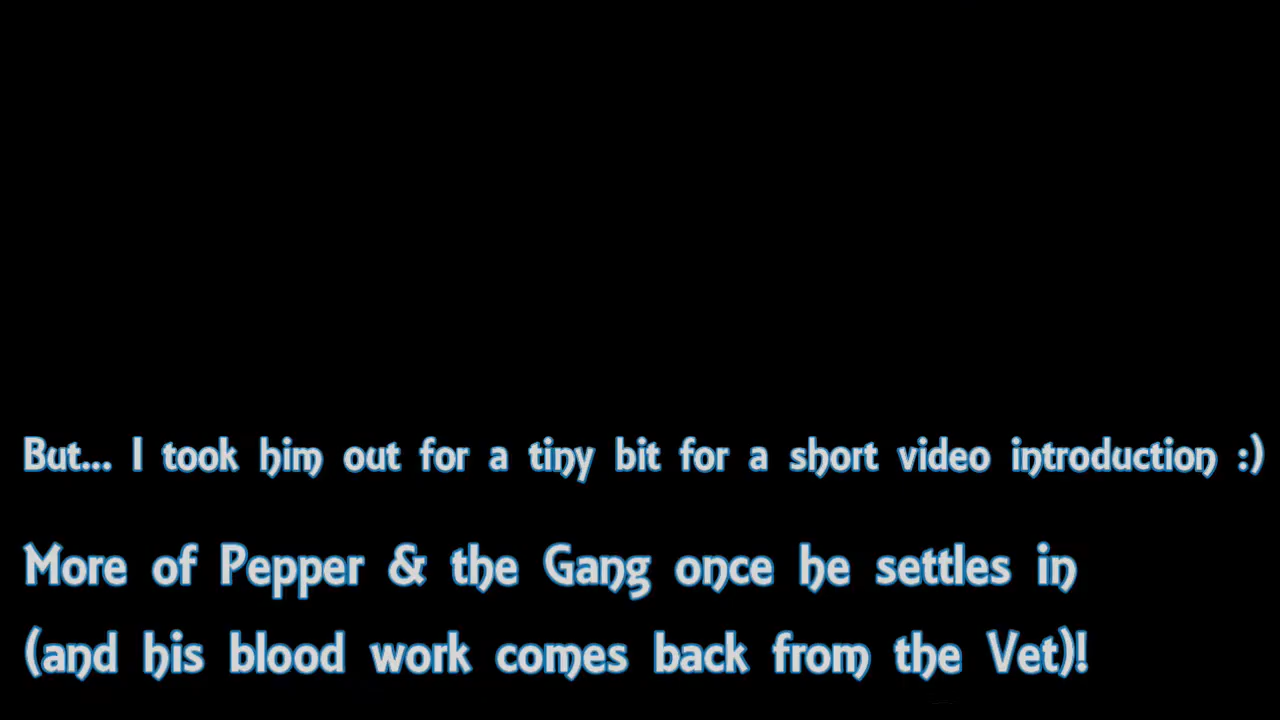 But... I took him out for a tiny bit for a short video introduction :)
More of Pepper & the Gang once he settles in
(and his blood work comes back from the Vet)!